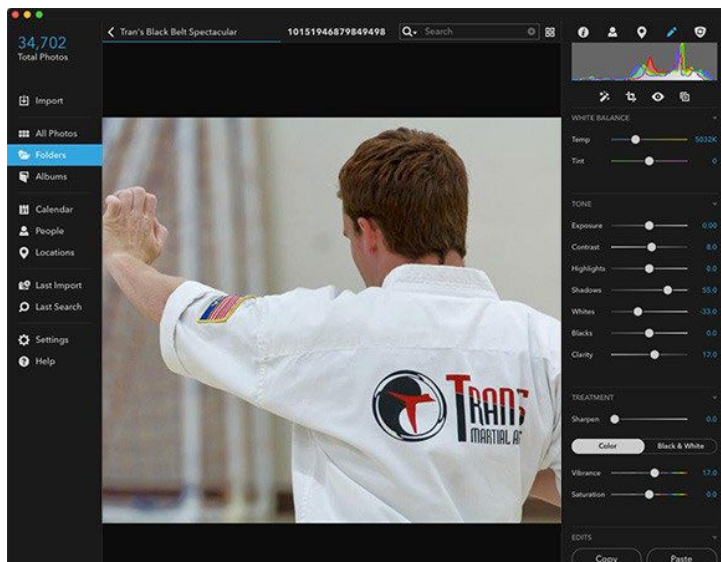 34,702
Total Photos
Import
All Photos
Folders
Albums
Calendar
People
Locations
Last Import
Last Search
Settings
Help
Tran's Black Belt Spectacular
10151946879849498
Search
TRAN'S
MARTIAL AR
WHITE BALANCE
Temp 5032K
Tint 0
TONE
Exposure 0.00
Contrast 8.0
Highlights 0.0
Shadows 55.0
Whites -33.0
Blacks 0.0
Clarity 17.0
TREATMENT
Sharpen 0.0
Color Black & White
Vibrance 17.0
Saturation 0.0
EDITS
Copy Paste